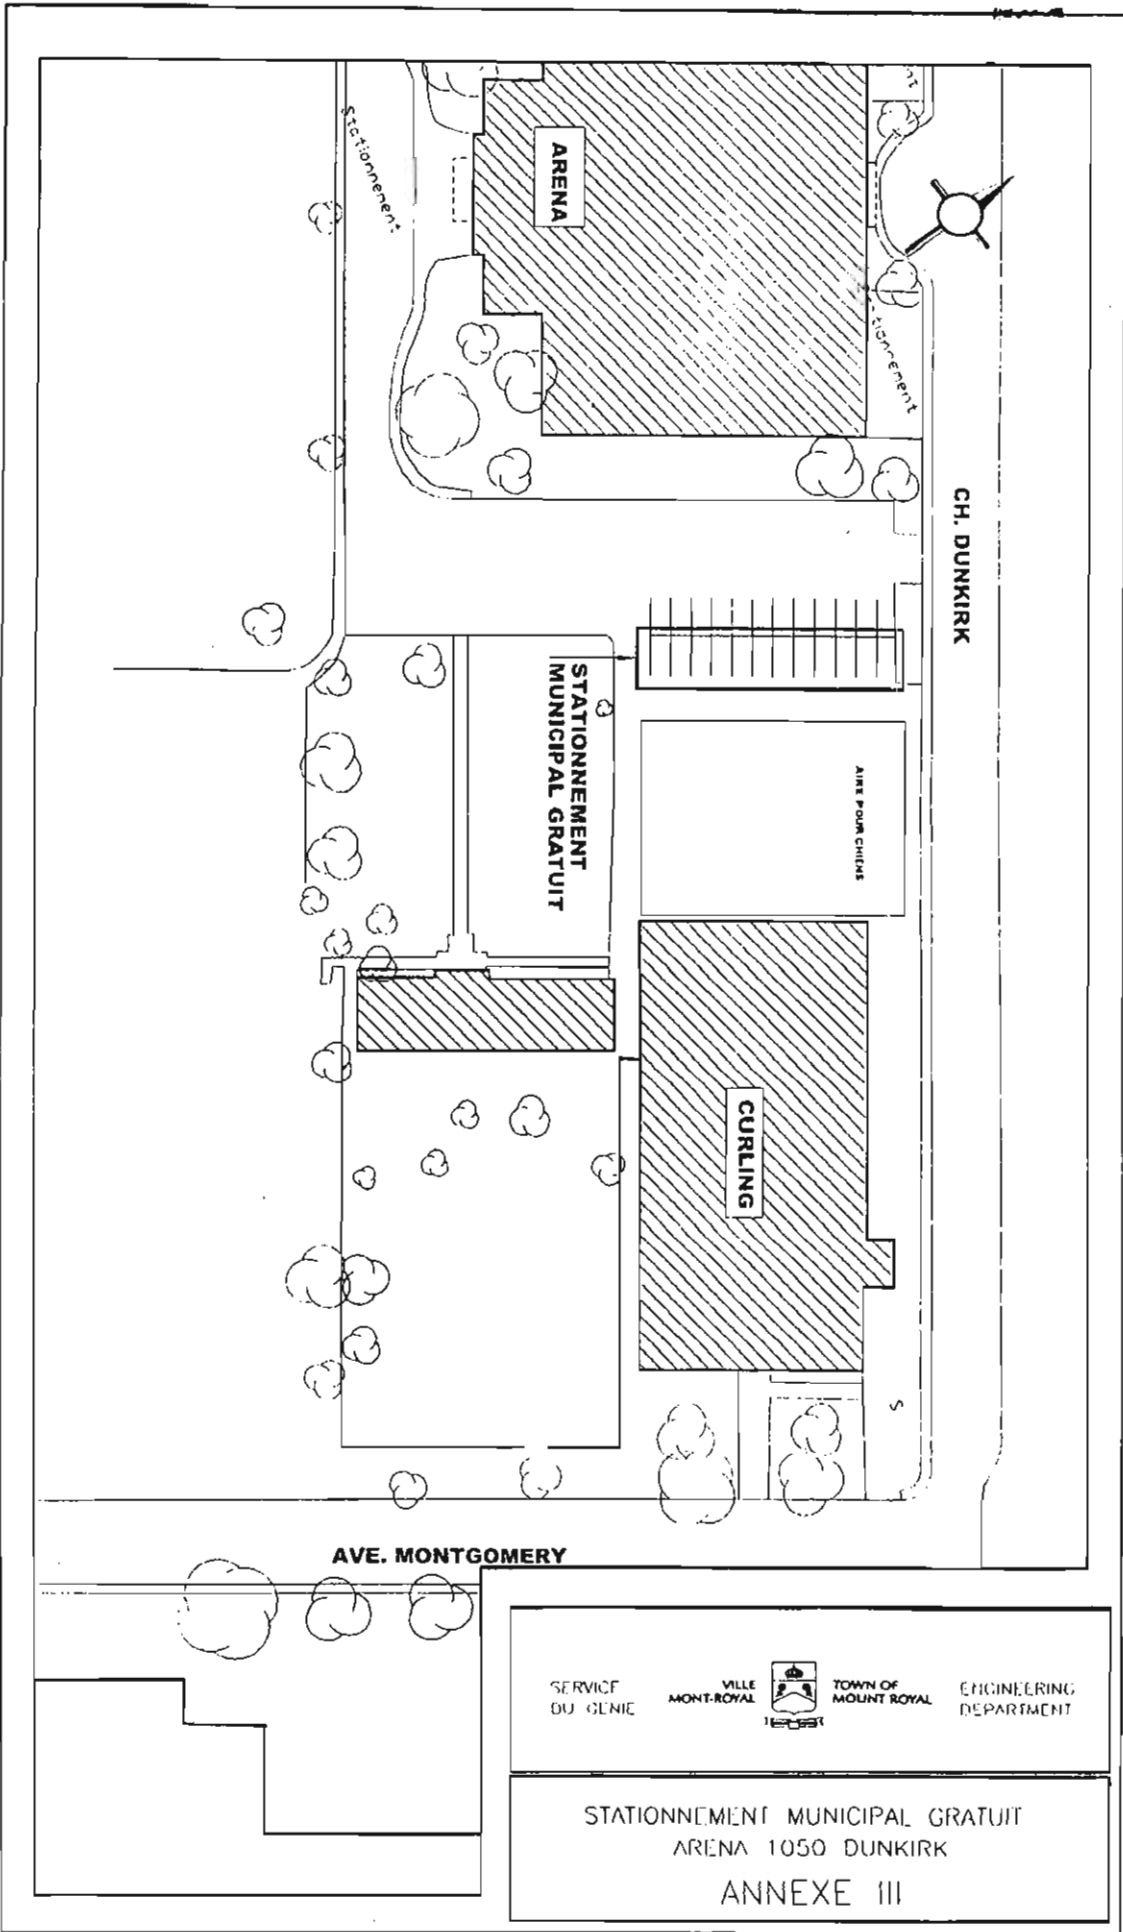 Stationnement
ARENA
CH. DUNKIRK
STATIONNEMENT
MUNICIPAL GRATUIT
AIRE POUR CHIENS
CURLING
S
AVE. MONTGOMERY
SERVICE
DU GENIE
VILLE
MONT-ROYAL
TOWN OF
MOUNT ROYAL
ENGINEERING
DEPARTMENT
STATIONNEMENT MUNICIPAL GRATUIT
ARENA 1050 DUNKIRK
ANNEXE III